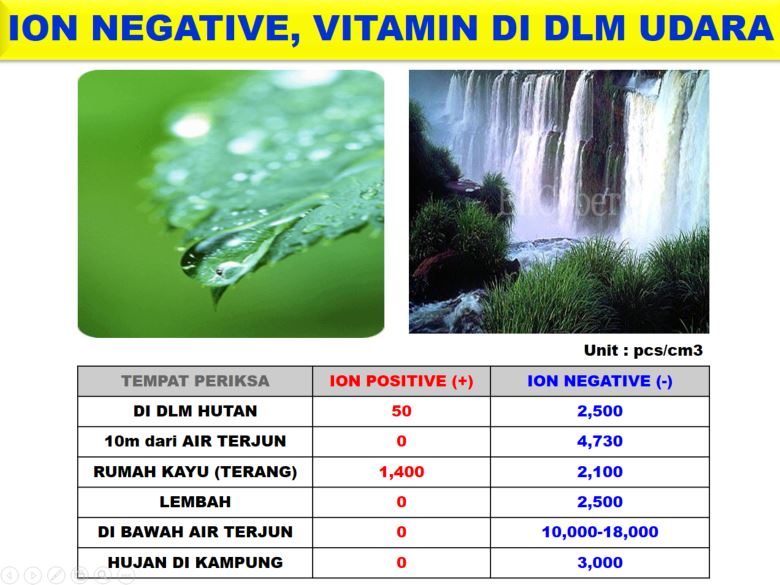 ION NEGATIVE, VITAMIN DI DLM UDARA
Unit : pcs/cm3
TEMPAT PERIKSA ION POSITIVE (+) ION NEGATIVE (-)
DI DLM HUTAN 50 2,500
10m dari AIR TERJUN 0 4,730
RUMAH KAYU (TERANG) 1,400 2,100
LEMBAH 0 2,500
DI BAWAH AIR TERJUN 0 10,000-18,000
HUJAN DI KAMPUNG 0 3,000